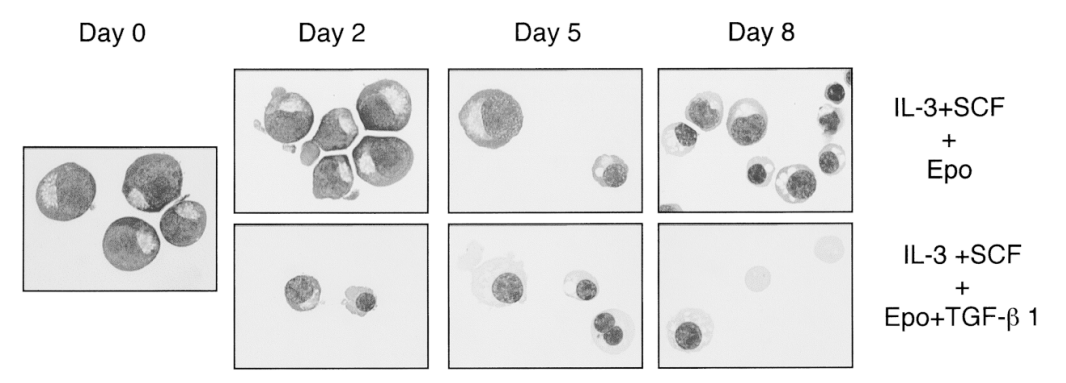 Day 0
Day 2
Day 5
Day 8
IL-3+SCF
+
Epo
IL-3 +SCF
+
Epo+TGF-β 1